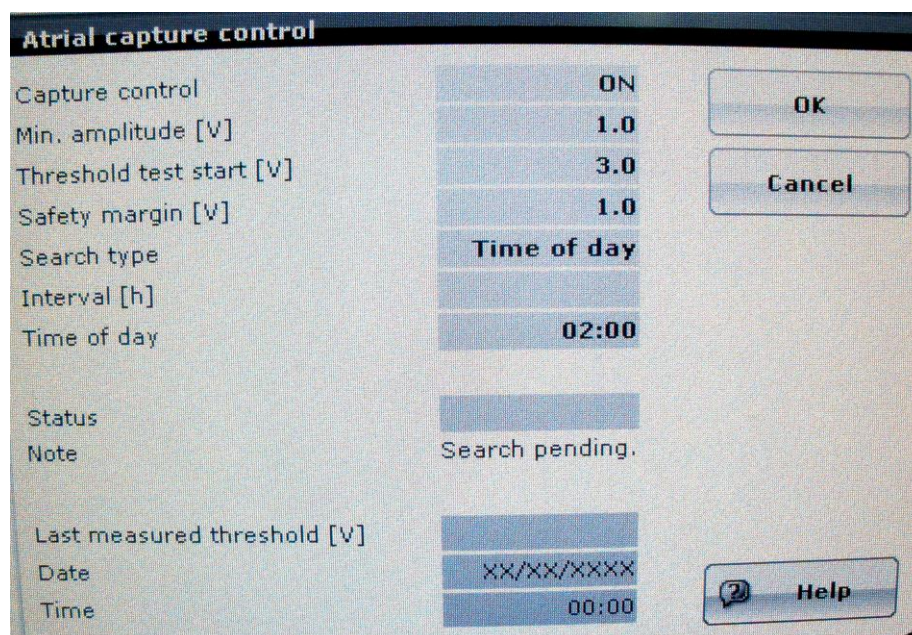 Atrial capture control
Capture control ON
OK
Min. amplitude [V] 1.0
Threshold test start [V] 3.0
Cancel
Safety margin [V] 1.0
Search type Time of day
Interval [h]
Time of day 02:00
Status
Note Search pending.
Last measured threshold [V]
Date XX/XX/XXXX
Time 00:00
Help